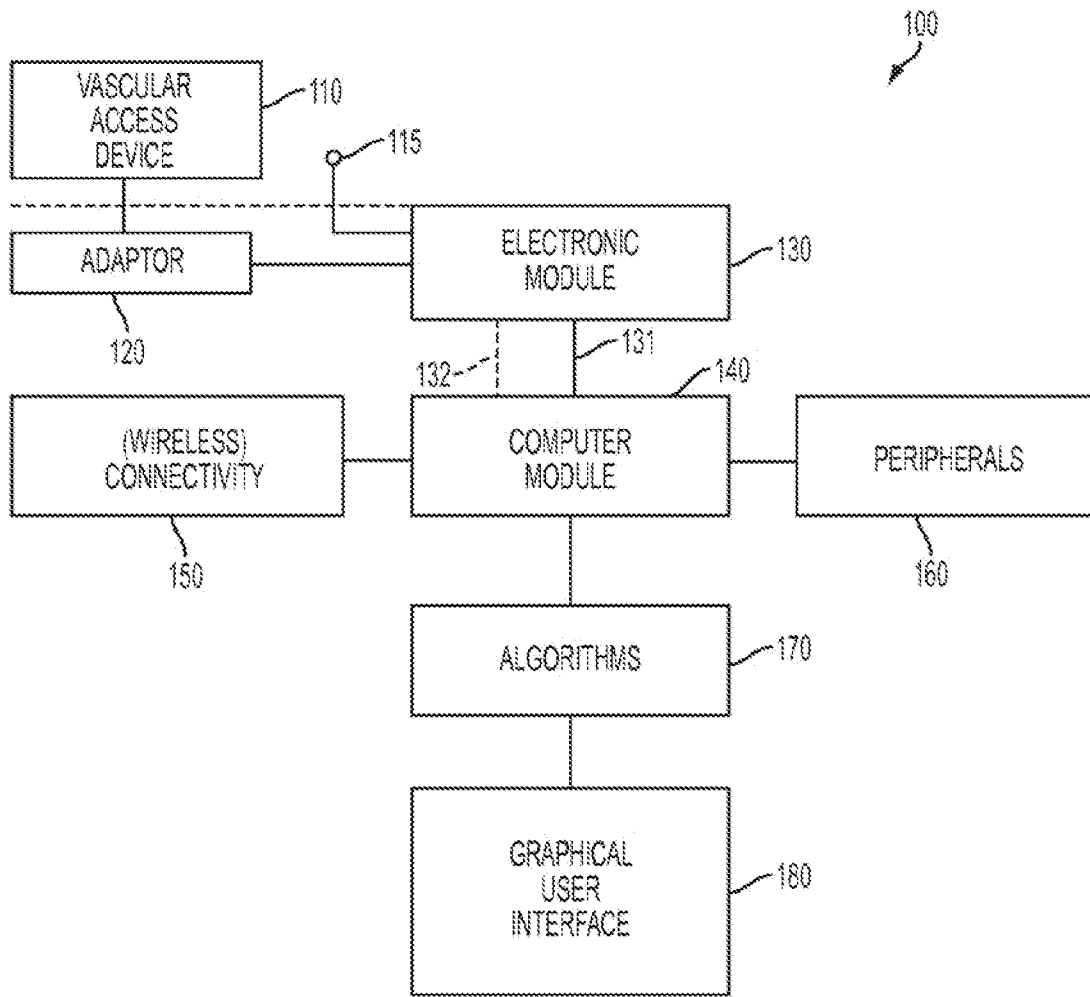 100
VASCULAR
ACCESS
DEVICE
110
115
ADAPTOR
120
ELECTRONIC
MODULE
130
132
131
140
(WIRELESS)
CONNECTIVITY
150
COMPUTER
MODULE
PERIPHERALS
160
ALGORITHMS
170
GRAPHICAL
USER
INTERFACE
180